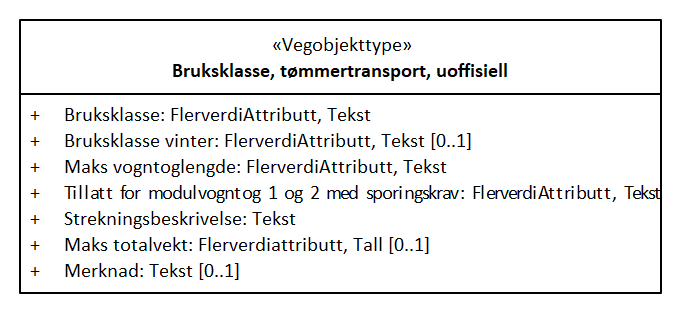 «Vegobjekttype»
Bruksklasse, tømmertransport, uoffisiell
+ Bruksklasse: FlerverdiAttributt, Tekst
+ Bruksklasse vinter: FlerverdiAttributt, Tekst [0..1]
+ Maks vogntoglengde: FlerverdiAttributt, Tekst
+ Tillatt for modulvogntog 1 og 2 med sporingskrav: FlerverdiAttributt, Tekst
+ Strekningsbeskrivelse: Tekst
+ Maks totalvekt: Flerverdiattributt, Tall [0..1]
+ Merknad: Tekst [0..1]